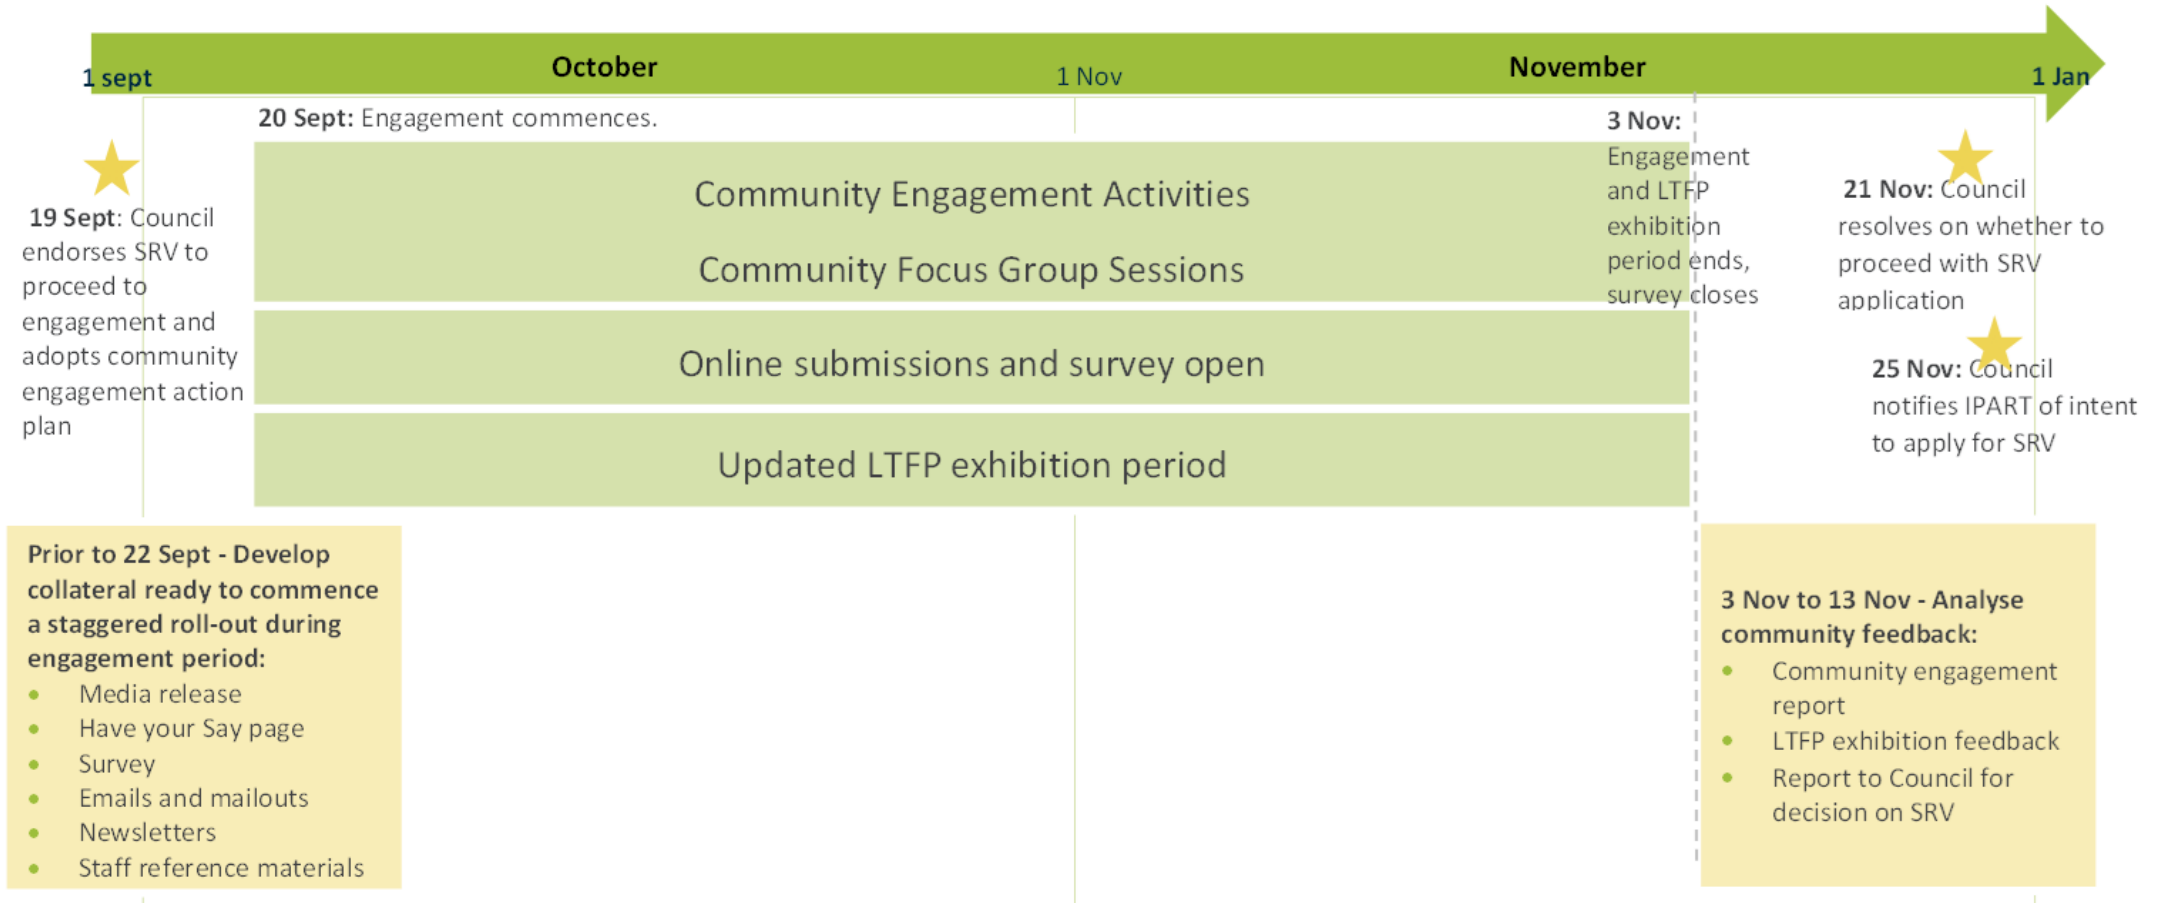 1 sept
October
1 Nov
November
1 Jan
20 Sept: Engagement commences.
19 Sept: Council
endorses SRV to
proceed to
engagement and
adopts community
engagement action
plan
Community Engagement Activities
Community Focus Group Sessions
Online submissions and survey open
Updated LTFP exhibition period
3 Nov:
Engagement
and LTFP
exhibition
period ends,
survey closes
21 Nov: Council
resolves on whether to
proceed with SRV
application
25 Nov: Council
notifies IPART of intent
to apply for SRV
Prior to 22 Sept - Develop
collateral ready to commence
a staggered roll-out during
engagement period:
• Media release
• Have your Say page
• Survey
• Emails and mailouts
• Newsletters
• Staff reference materials
3 Nov to 13 Nov - Analyse
community feedback:
• Community engagement
report
• LTFP exhibition feedback
• Report to Council for
decision on SRV